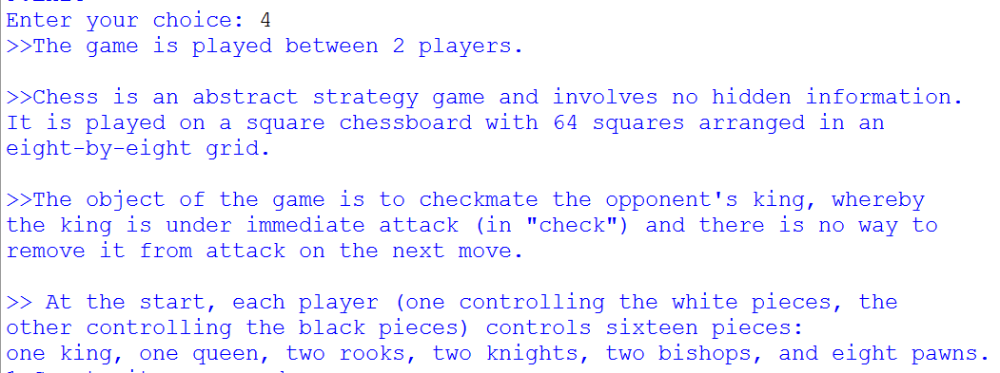 Enter your choice: 4
>>The game is played between 2 players.
>>Chess is an abstract strategy game and involves no hidden information.
It is played on a square chessboard with 64 squares arranged in an
eight-by-eight grid.
>>The object of the game is to checkmate the opponent's king, whereby
the king is under immediate attack (in "check") and there is no way to
remove it from attack on the next move.
>> At the start, each player (one controlling the white pieces, the
other controlling the black pieces) controls sixteen pieces:
one king, one queen, two rooks, two knights, two bishops, and eight pawns.